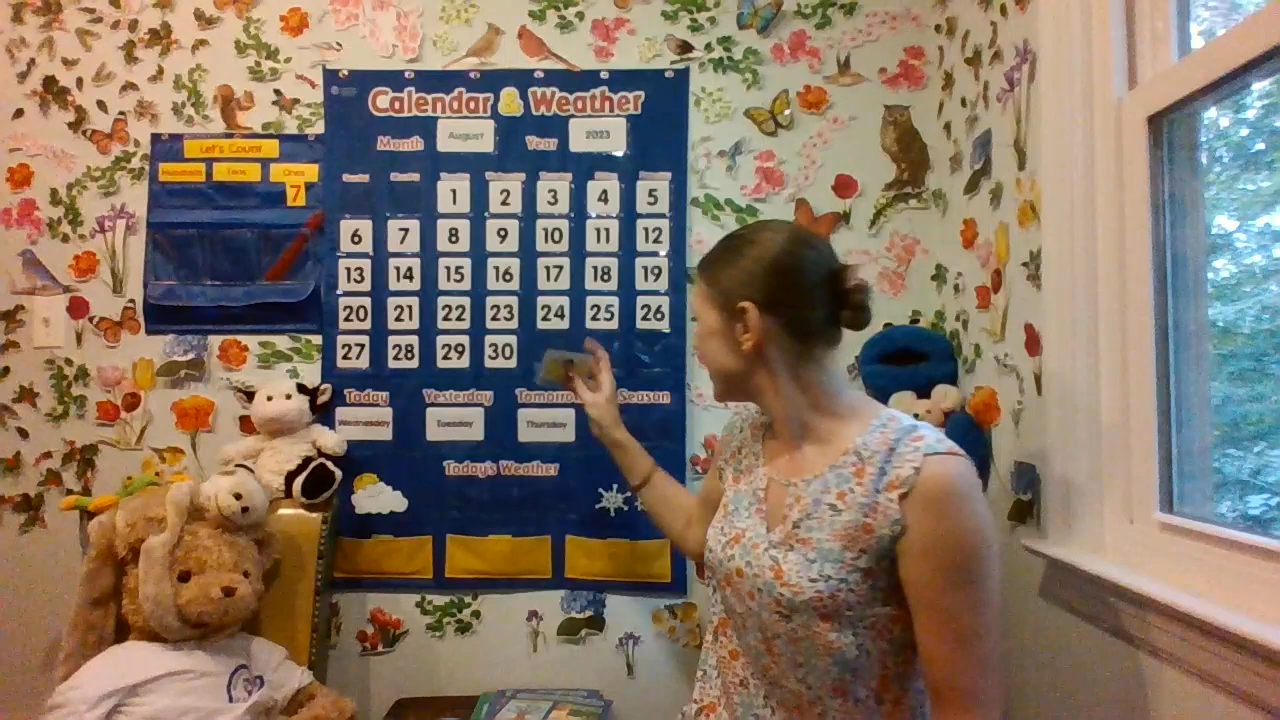 Calendar & Weather
Month August Year 2023
Let's Count
Hundreds Tens Ones
7
1 2 3 4 5
6 7 8 9 10 11 12
13 14 15 16 17 18 19
20 21 22 23 24 25 26
27 28 29 30
Today Yesterday Tomorrow Season
Wednesday Tuesday Thursday
Today's Weather